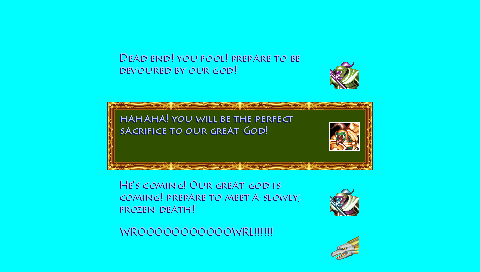 Dead end! you fool! prepare to be
devoured by our god!
hahaha! you will be the perfect
sacrifice to our great God!
He's coming! Our great god is
coming! prepare to meet a slowly,
frozen death!
WROOOOOOOOOOOWRL!!!!!!